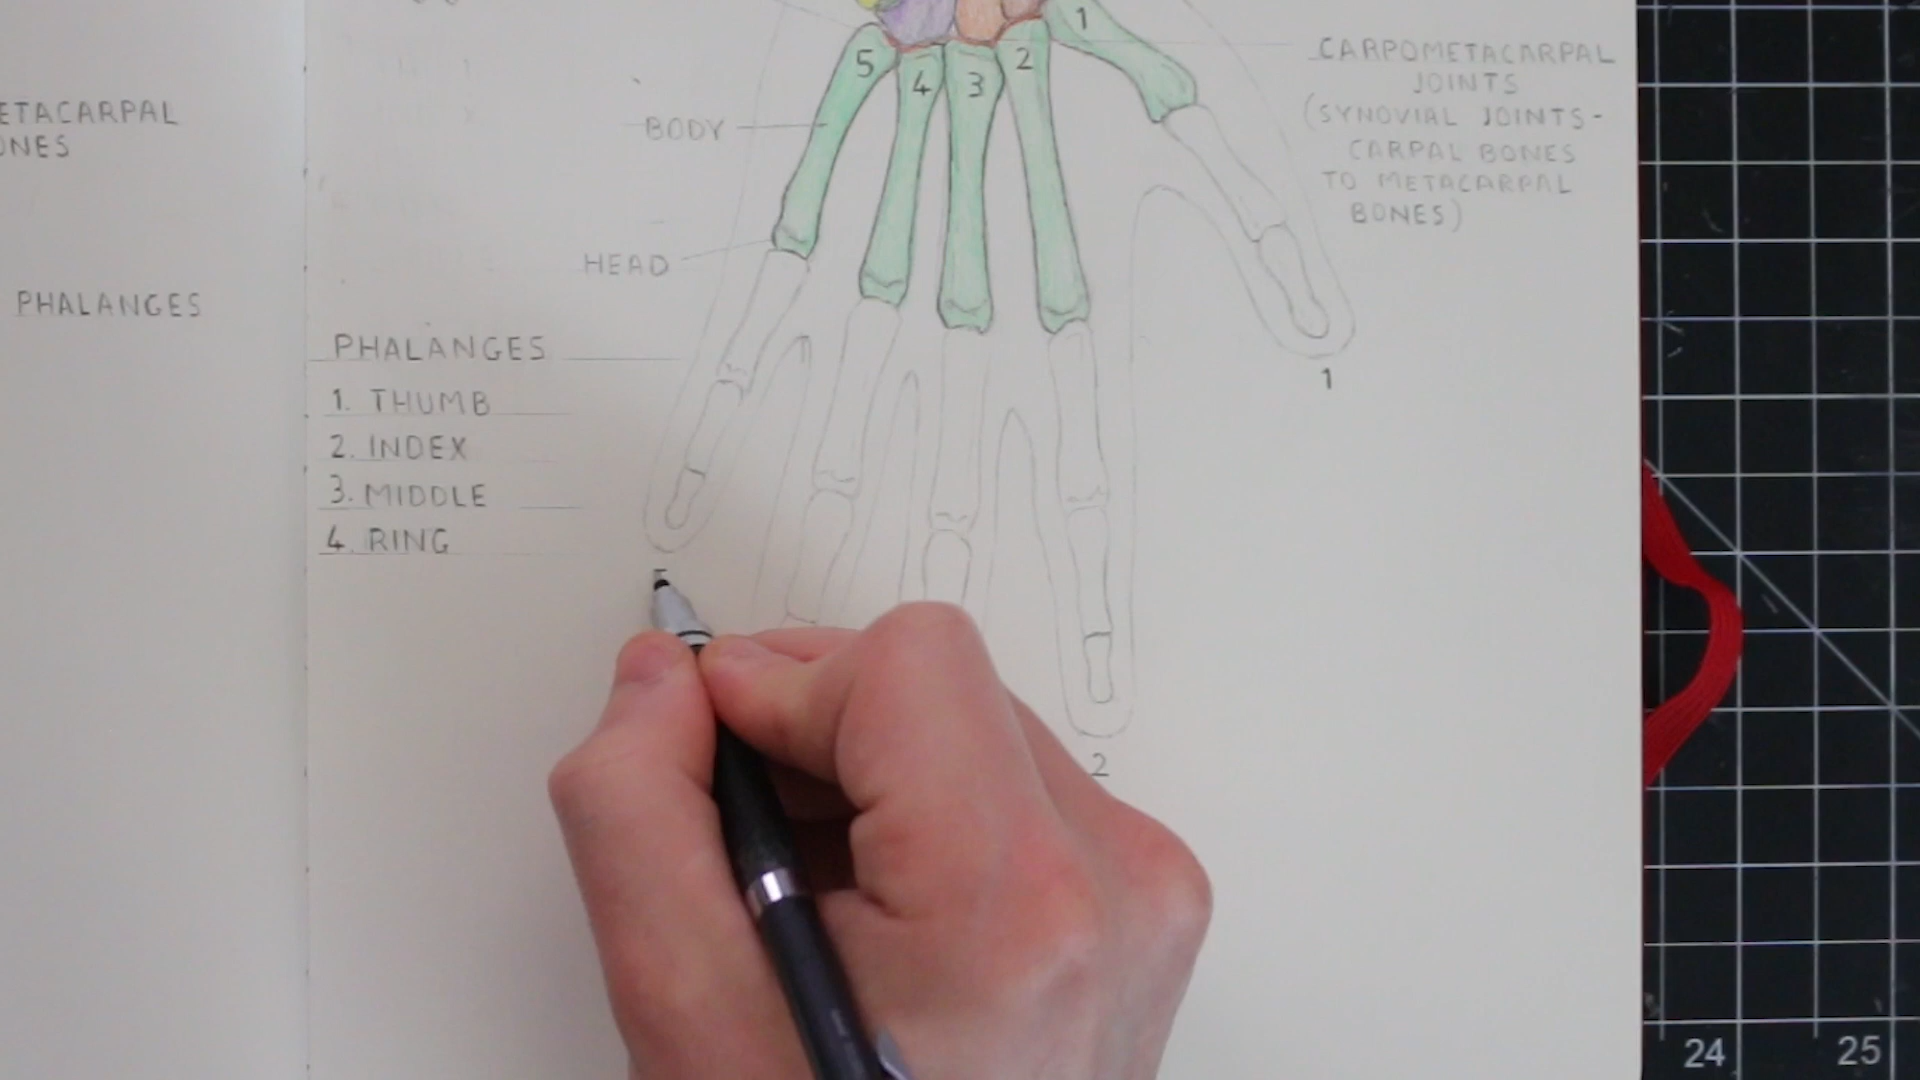 ETACARPAL
ONES
PHALANGES
5
4
3
2
1
BODY
HEAD
PHALANGES
1. THUMB
2. INDEX
3. MIDDLE
4. RING
CARPOMETACARPAL
JOINTS
(SYNOVIAL JOINTS-
CARPAL BONES
TO METACARPAL
BONES)
1
2
24
25